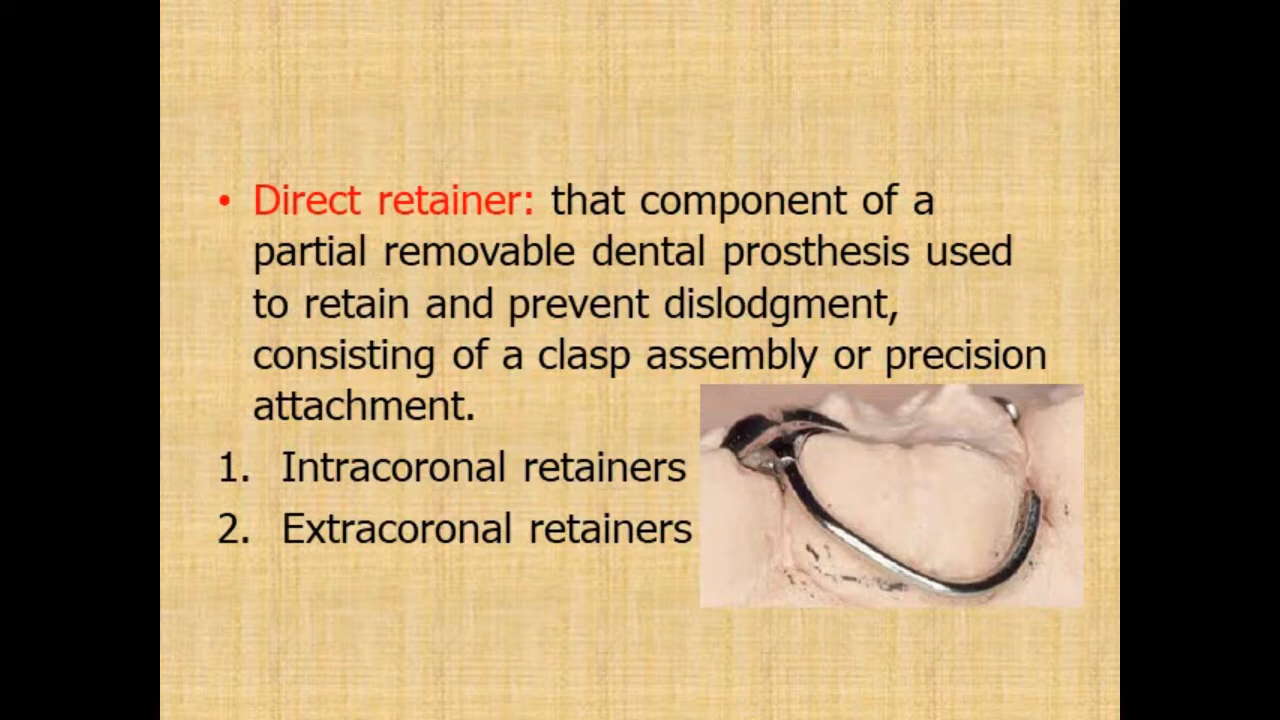 • Direct retainer: that component of a
partial removable dental prosthesis used
to retain and prevent dislodgment,
consisting of a clasp assembly or precision
attachment.
1. Intracoronal retainers
2. Extracoronal retainers